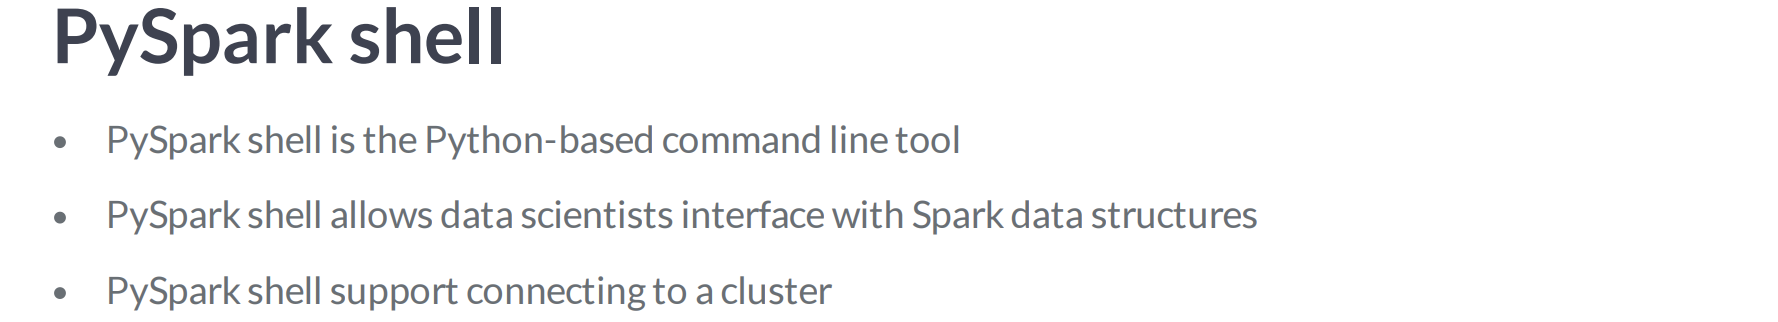 PySpark shell
• PySpark shell is the Python-based command line tool
• PySpark shell allows data scientists interface with Spark data structures
• PySpark shell support connecting to a cluster